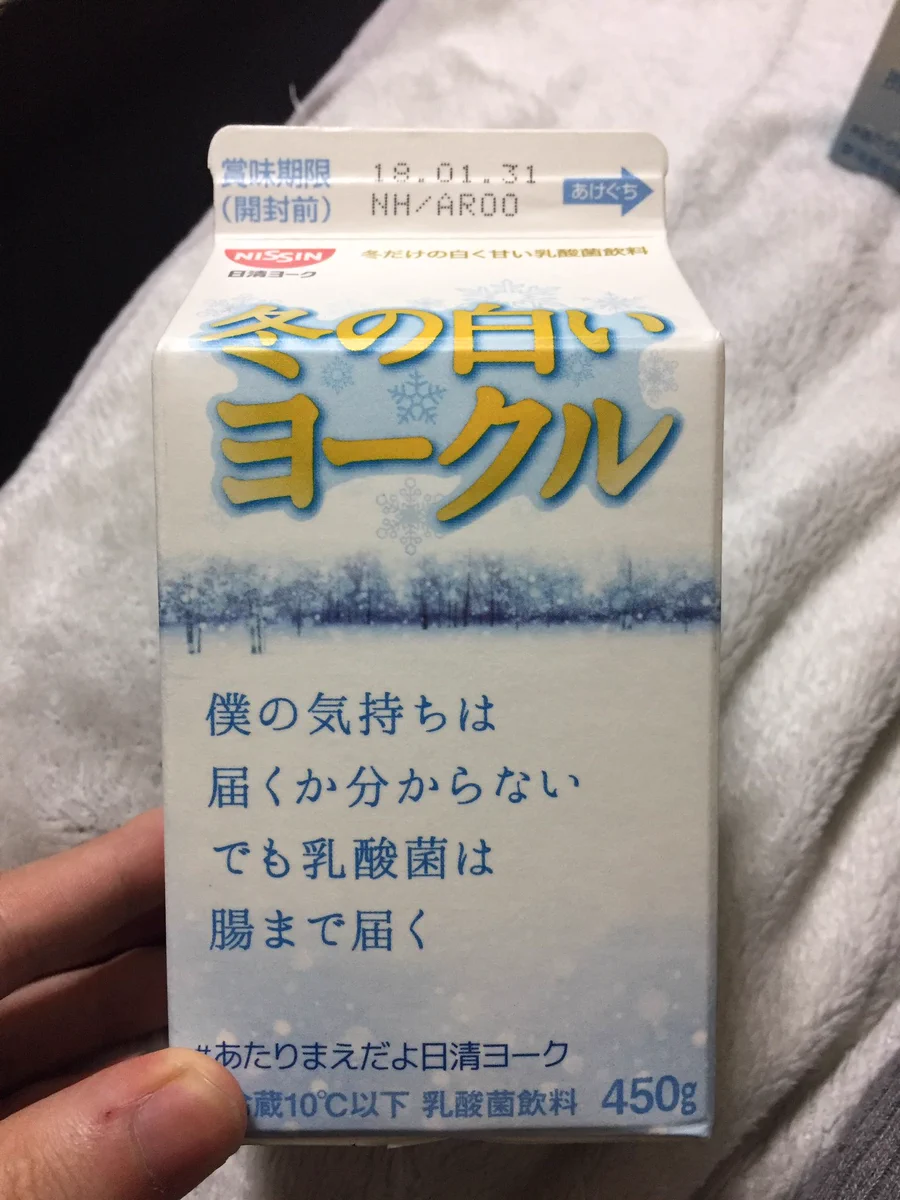 賞味期限 18.01.31
(開封前) NH/AROO
あけぐち
NISSIN
日清ヨーク
冬だけの白く甘い乳酸菌飲料
冬の白い
ヨークル
僕の気持ちは
届くか分からない
でも乳酸菌は
腸まで届く
#あたりまえだよ日清ヨーク
冷蔵10℃以下 乳酸菌飲料 450g